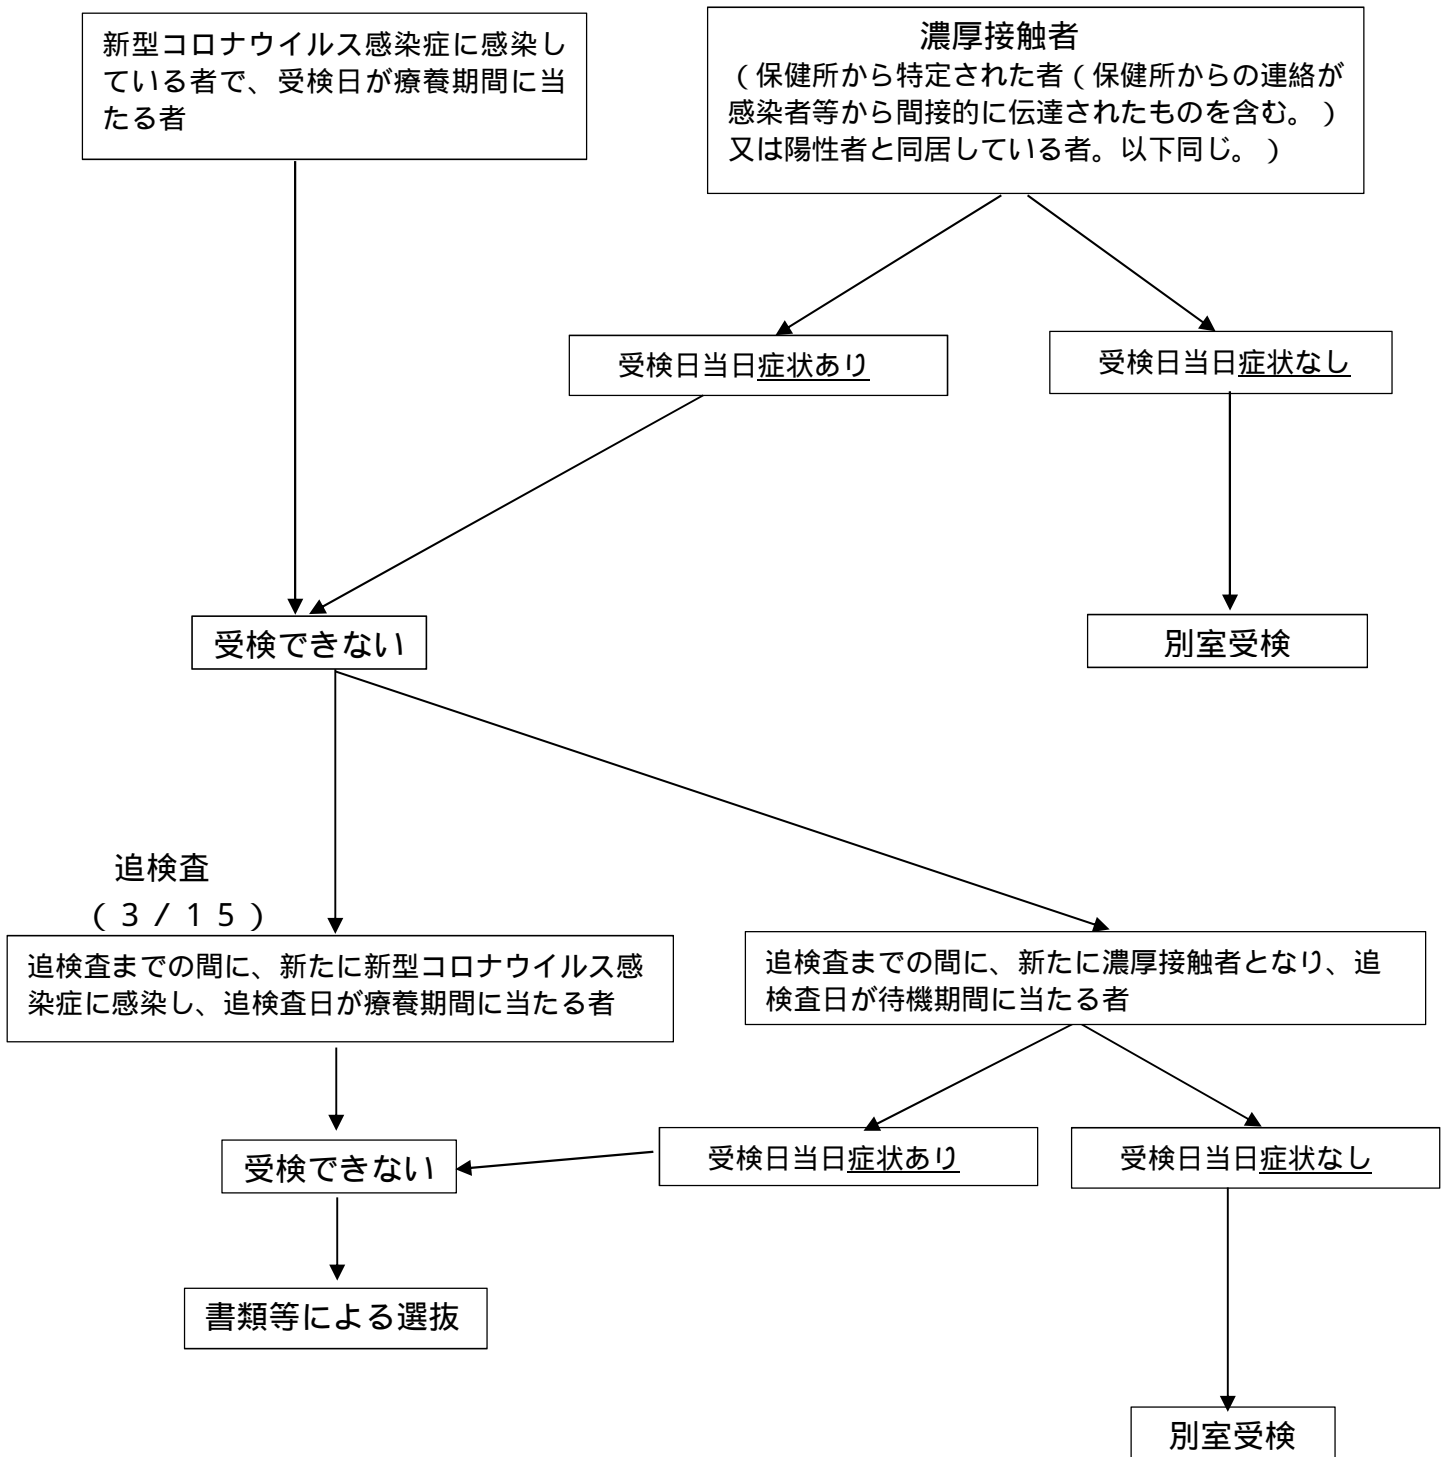 新型コロナウイルス感染症に感染し
ている者で、受検日が療養期間に当
たる者
濃厚接触者
（保健所から特定された者（保健所からの連絡が
感染者等から間接的に伝達されたものを含む。）
又は陽性者と同居している者。以下同じ。）
受検日当日症状あり
受検日当日症状なし
受検できない
別室受検
追検査
（３／１５）
追検査までの間に、新たに新型コロナウイルス感
染症に感染し、追検査日が療養期間に当たる者
追検査までの間に、新たに濃厚接触者となり、追
検査日が待機期間に当たる者
受検できない
受検日当日症状あり
受検日当日症状なし
書類等による選抜
別室受検